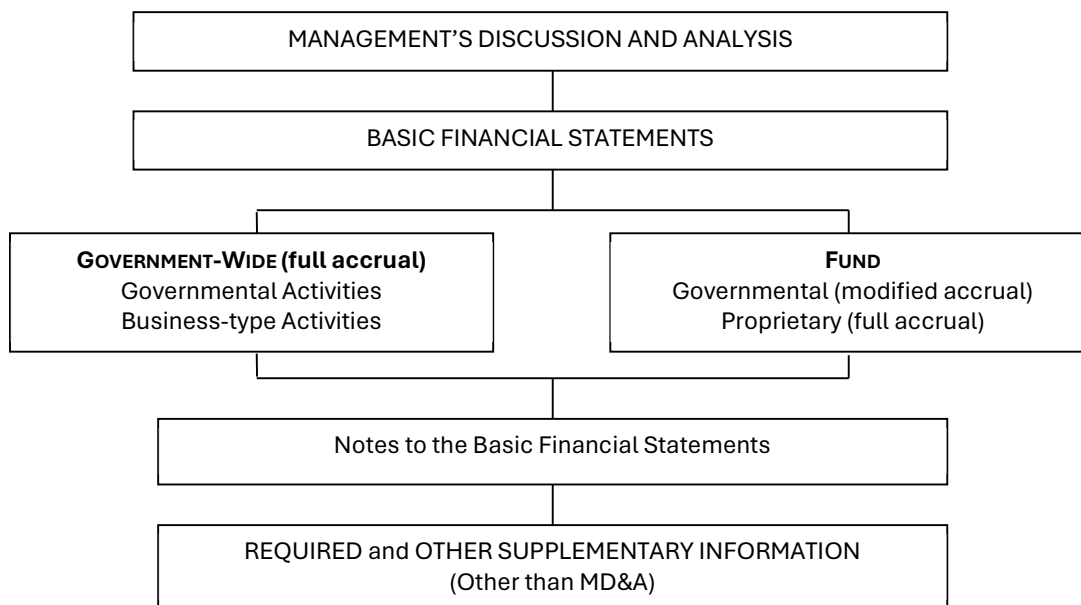 MANAGEMENT’S DISCUSSION AND ANALYSIS
BASIC FINANCIAL STATEMENTS
GOVERNMENT-WIDE (full accrual)
Governmental Activities
Business-type Activities
FUND
Governmental (modified accrual)
Proprietary (full accrual)
Notes to the Basic Financial Statements
REQUIRED and OTHER SUPPLEMENTARY INFORMATION
(Other than MD&A)